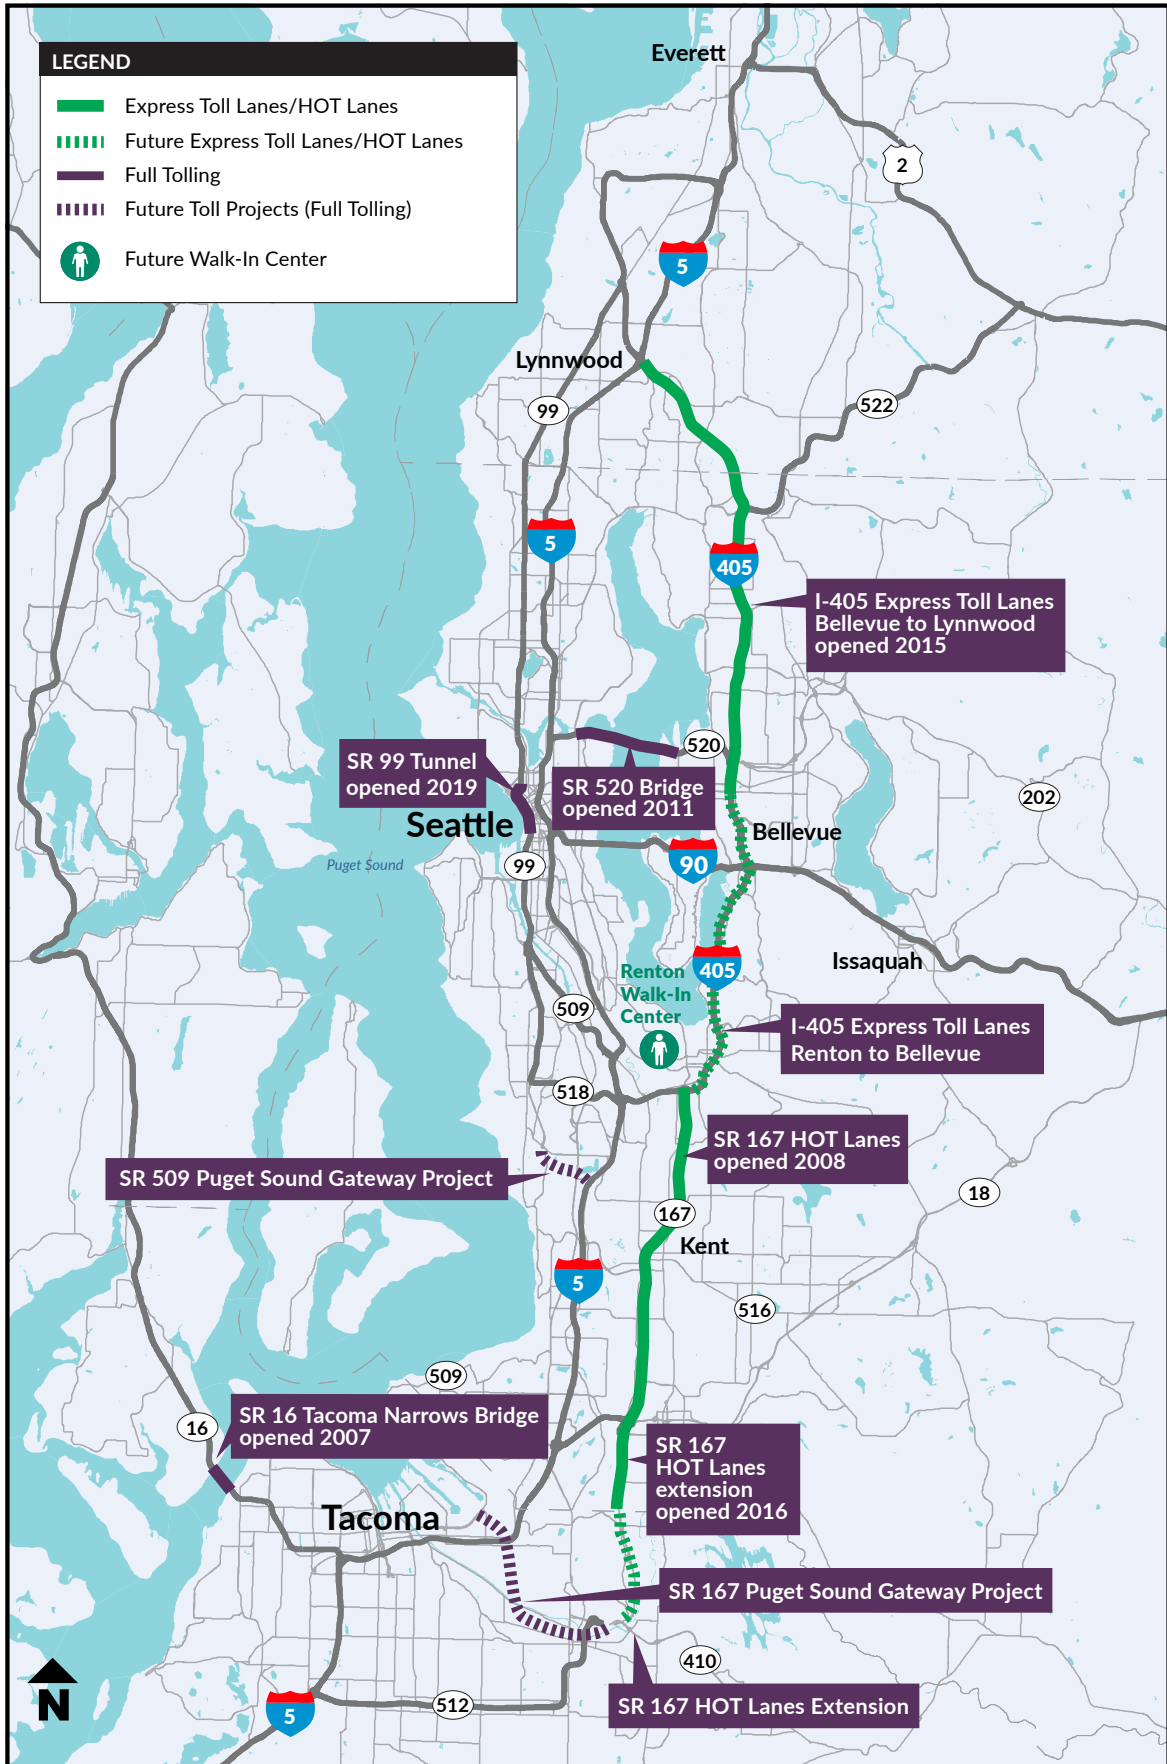 Everett
LEGEND
Express Toll Lanes/HOT Lanes
Future Express Toll Lanes/HOT Lanes
Full Tolling
Future Toll Projects (Full Tolling)
Future Walk-In Center
2
5
Lynnwood
99
522
5
405
I-405 Express Toll Lanes
Bellevue to Lynnwood
opened 2015
SR 99 Tunnel
opened 2019
520
SR 520 Bridge
opened 2011
202
Seattle
Bellevue
Puget Sound
99
90
Issaquah
405
Renton
Walk-In
Center
509
I-405 Express Toll Lanes
Renton to Bellevue
518
SR 167 HOT Lanes
opened 2008
SR 509 Puget Sound Gateway Project
18
167
Kent
5
516
509
16
SR 16 Tacoma Narrows Bridge
opened 2007
SR 167
HOT Lanes
extension
opened 2016
Tacoma
SR 167 Puget Sound Gateway Project
410
N
5
512
SR 167 HOT Lanes Extension